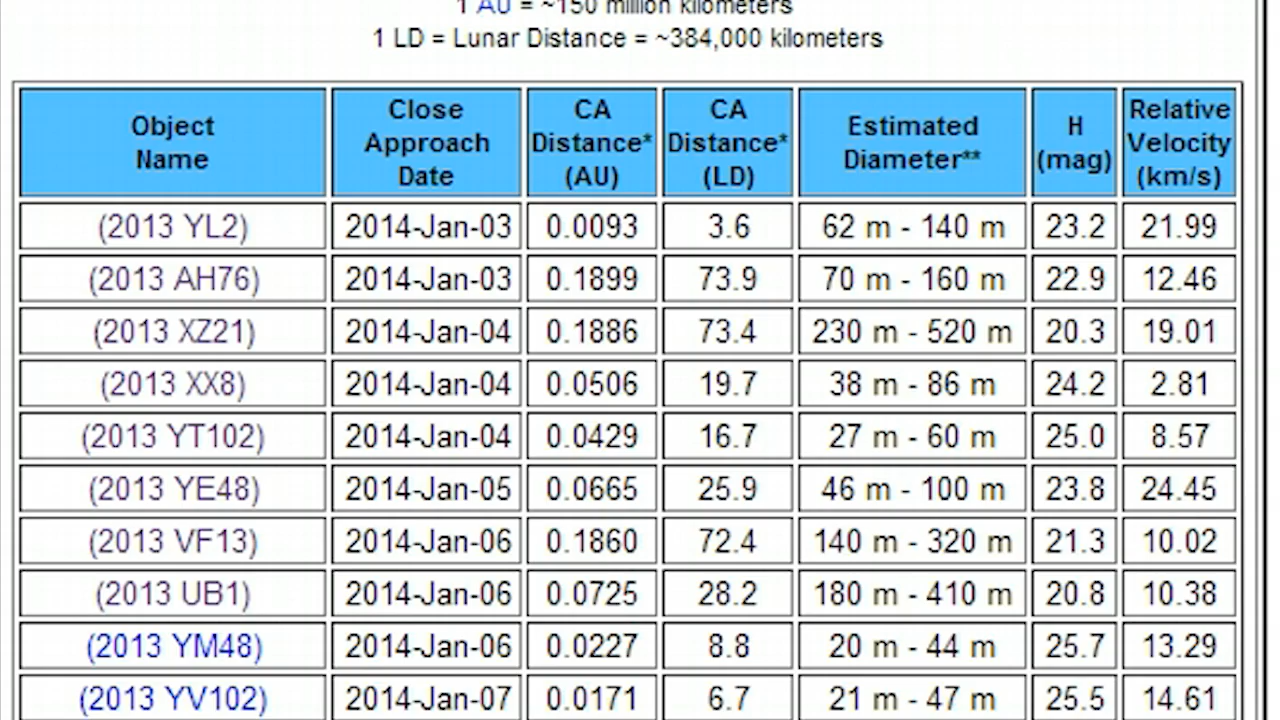 1 AU = ~150 million kilometers
1 LD = Lunar Distance = ~384,000 kilometers
Object Name | Close Approach Date | CA Distance* (AU) | CA Distance* (LD) | Estimated Diameter** | H (mag) | Relative Velocity (km/s)
(2013 YL2) 2014-Jan-03 0.0093 3.6 62 m - 140 m 23.2 21.99
(2013 AH76) 2014-Jan-03 0.1899 73.9 70 m - 160 m 22.9 12.46
(2013 XZ21) 2014-Jan-04 0.1886 73.4 230 m - 520 m 20.3 19.01
(2013 XX8) 2014-Jan-04 0.0506 19.7 38 m - 86 m 24.2 2.81
(2013 YT102) 2014-Jan-04 0.0429 16.7 27 m - 60 m 25.0 8.57
(2013 YE48) 2014-Jan-05 0.0665 25.9 46 m - 100 m 23.8 24.45
(2013 VF13) 2014-Jan-06 0.1860 72.4 140 m - 320 m 21.3 10.02
(2013 UB1) 2014-Jan-06 0.0725 28.2 180 m - 410 m 20.8 10.38
(2013 YM48) 2014-Jan-06 0.0227 8.8 20 m - 44 m 25.7 13.29
(2013 YV102) 2014-Jan-07 0.0171 6.7 21 m - 47 m 25.5 14.61